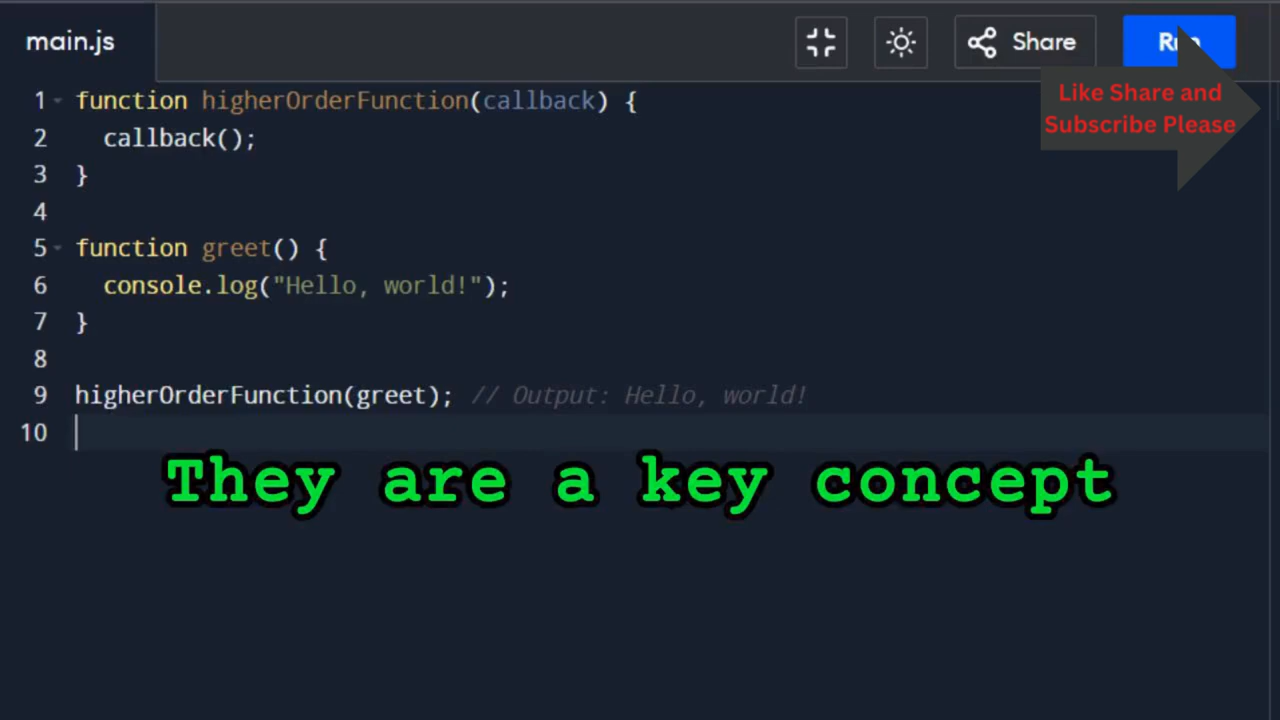 main.js
Share
Run
Like Share and
Subscribe Please
1 function higherOrderFunction(callback) {
2   callback();
3 }
4
5 function greet() {
6   console.log("Hello, world!");
7 }
8
9 higherOrderFunction(greet); // Output: Hello, world!
10
They are a key concept